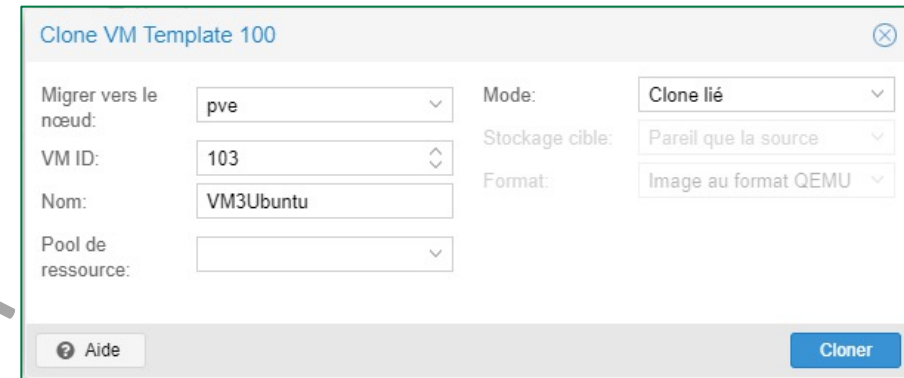 Clone VM Template 100
Migrer vers le
nœud:
pve
VM ID:
103
Nom:
VM3Ubuntu
Pool de
ressource:
Mode:
Clone lié
Stockage cible:
Pareil que la source
Format:
Image au format QEMU
Aide
Cloner